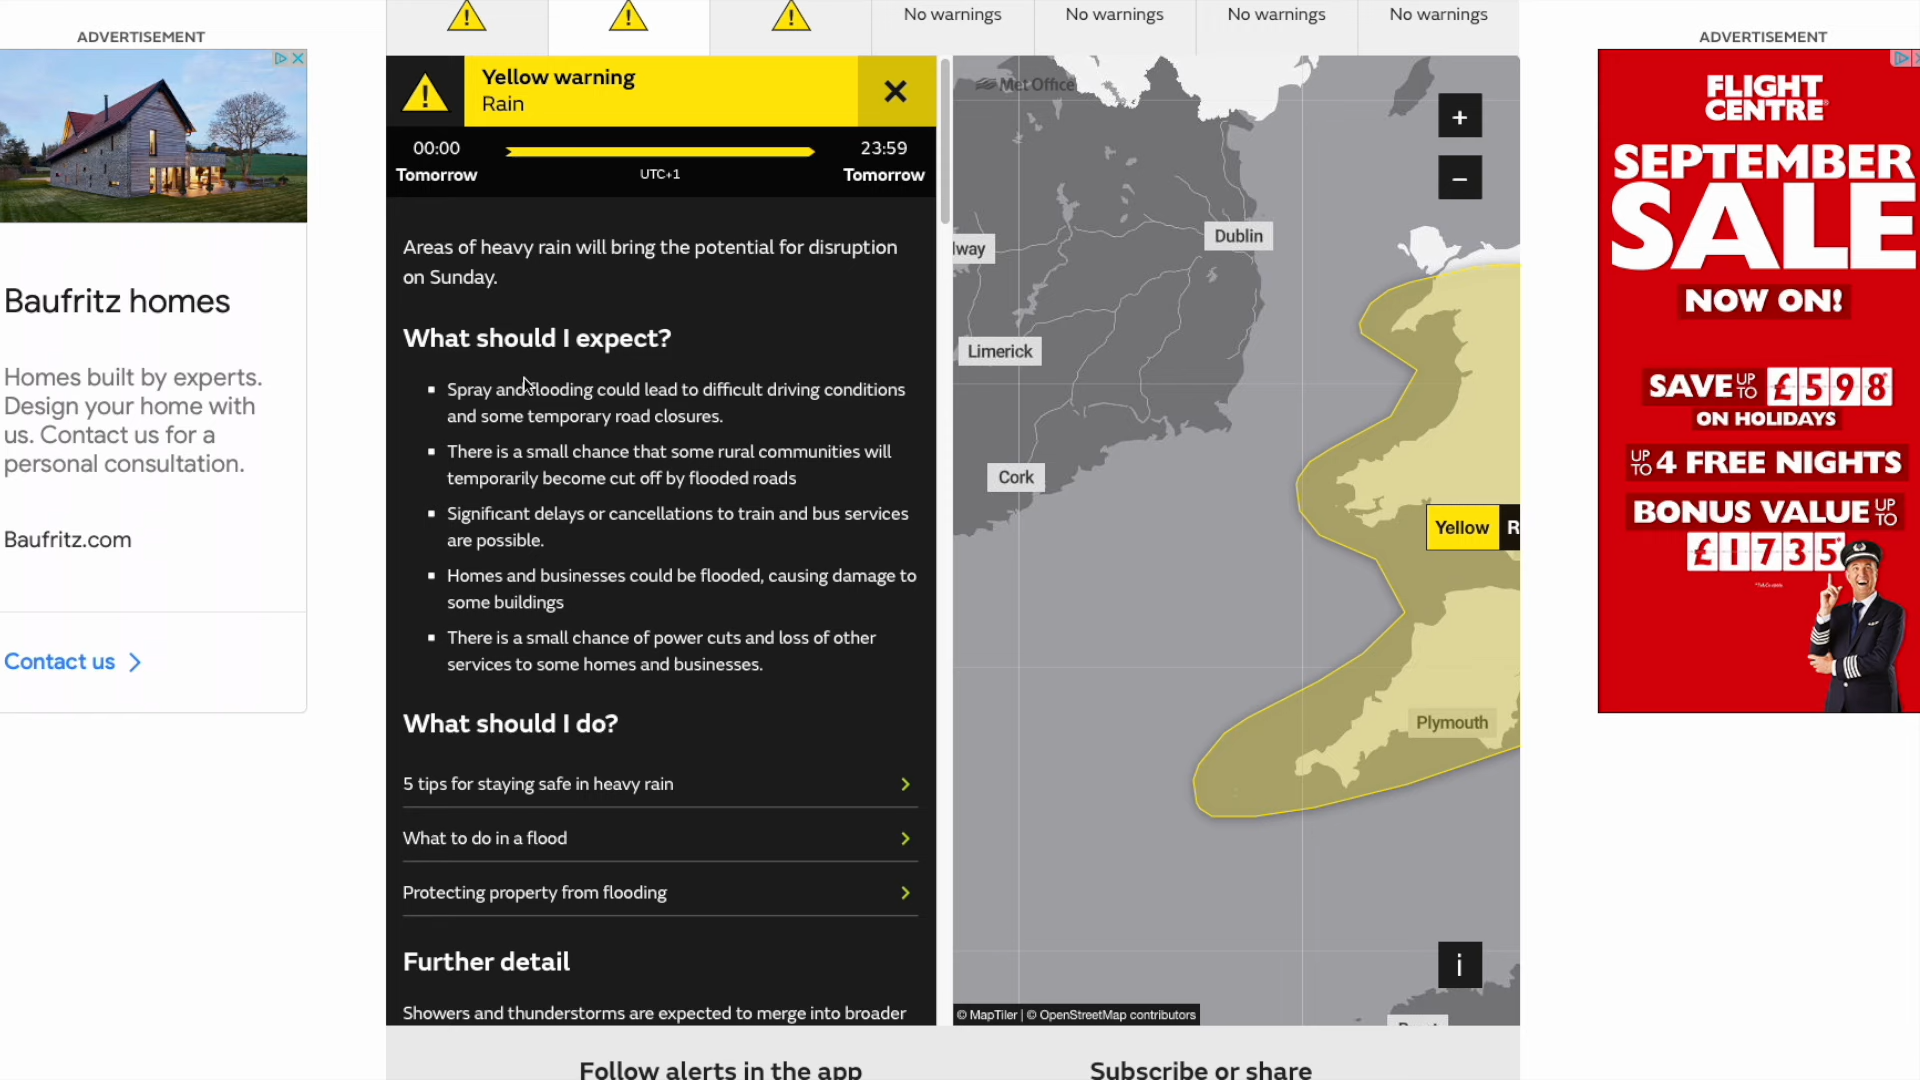 No warnings
No warnings
No warnings
No warnings
ADVERTISEMENT
Baufritz homes
Homes built by experts.
Design your home with
us. Contact us for a
personal consultation.
Baufritz.com
Contact us
Yellow warning
Rain
00:00
Tomorrow
UTC+1
23:59
Tomorrow
Areas of heavy rain will bring the potential for disruption
on Sunday.
What should I expect?
Spray and flooding could lead to difficult driving conditions
and some temporary road closures.
There is a small chance that some rural communities will
temporarily become cut off by flooded roads
Significant delays or cancellations to train and bus services
are possible.
Homes and businesses could be flooded, causing damage to
some buildings
There is a small chance of power cuts and loss of other
services to some homes and businesses.
What should I do?
5 tips for staying safe in heavy rain
What to do in a flood
Protecting property from flooding
Further detail
Showers and thunderstorms are expected to merge into broader
Met Office
+
−
Dublin
lway
Limerick
Cork
Yellow R
Plymouth
i
© MapTiler | © OpenStreetMap contributors
Follow alerts in the app
Subscribe or share
ADVERTISEMENT
FLIGHT
CENTRE
SEPTEMBER
SALE
NOW ON!
SAVE UP TO £598
ON HOLIDAYS
UP TO 4 FREE NIGHTS
BONUS VALUE UP TO
£1735